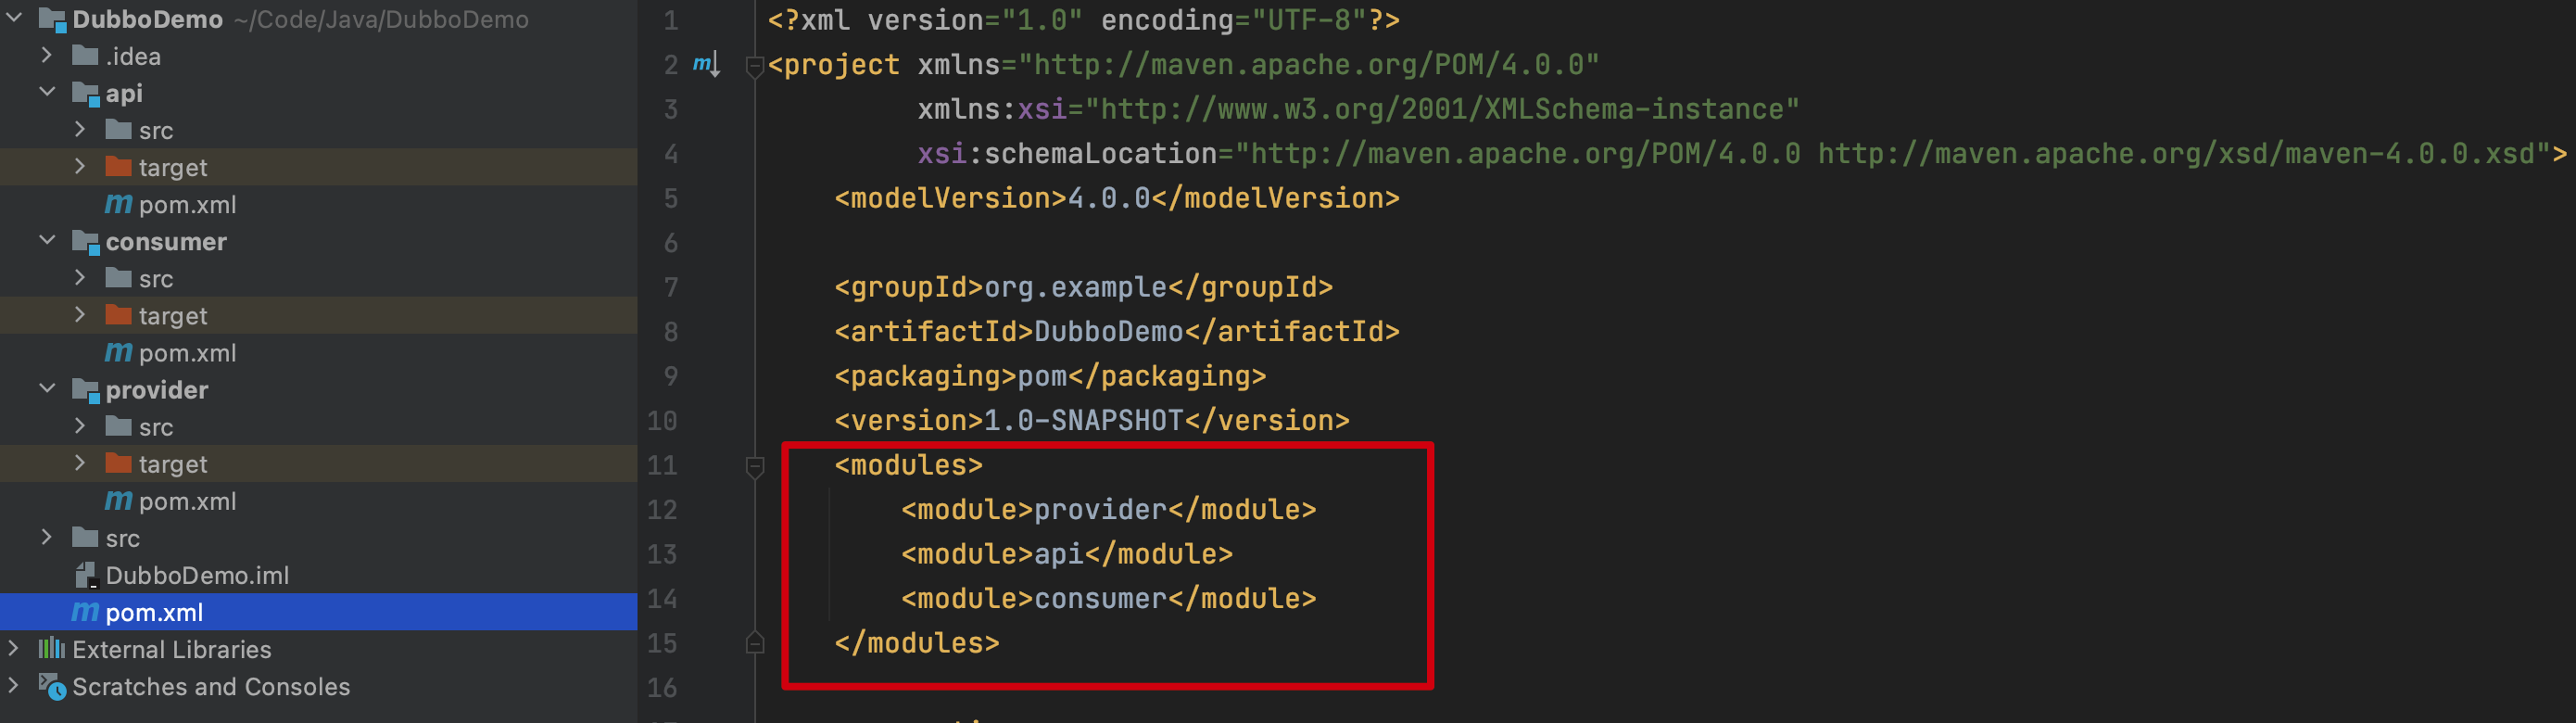 DubboDemo ~/Code/Java/DubboDemo
.idea
api
src
target
pom.xml
consumer
src
target
pom.xml
provider
src
target
pom.xml
src
DubboDemo.iml
pom.xml
External Libraries
Scratches and Consoles
1 <?xml version="1.0" encoding="UTF-8"?>
2 <project xmlns="http://maven.apache.org/POM/4.0.0"
3 xmlns:xsi="http://www.w3.org/2001/XMLSchema-instance"
4 xsi:schemaLocation="http://maven.apache.org/POM/4.0.0 http://maven.apache.org/xsd/maven-4.0.0.xsd">
5 <modelVersion>4.0.0</modelVersion>
6
7 <groupId>org.example</groupId>
8 <artifactId>DubboDemo</artifactId>
9 <packaging>pom</packaging>
10 <version>1.0-SNAPSHOT</version>
11 <modules>
12 <module>provider</module>
13 <module>api</module>
14 <module>consumer</module>
15 </modules>
16